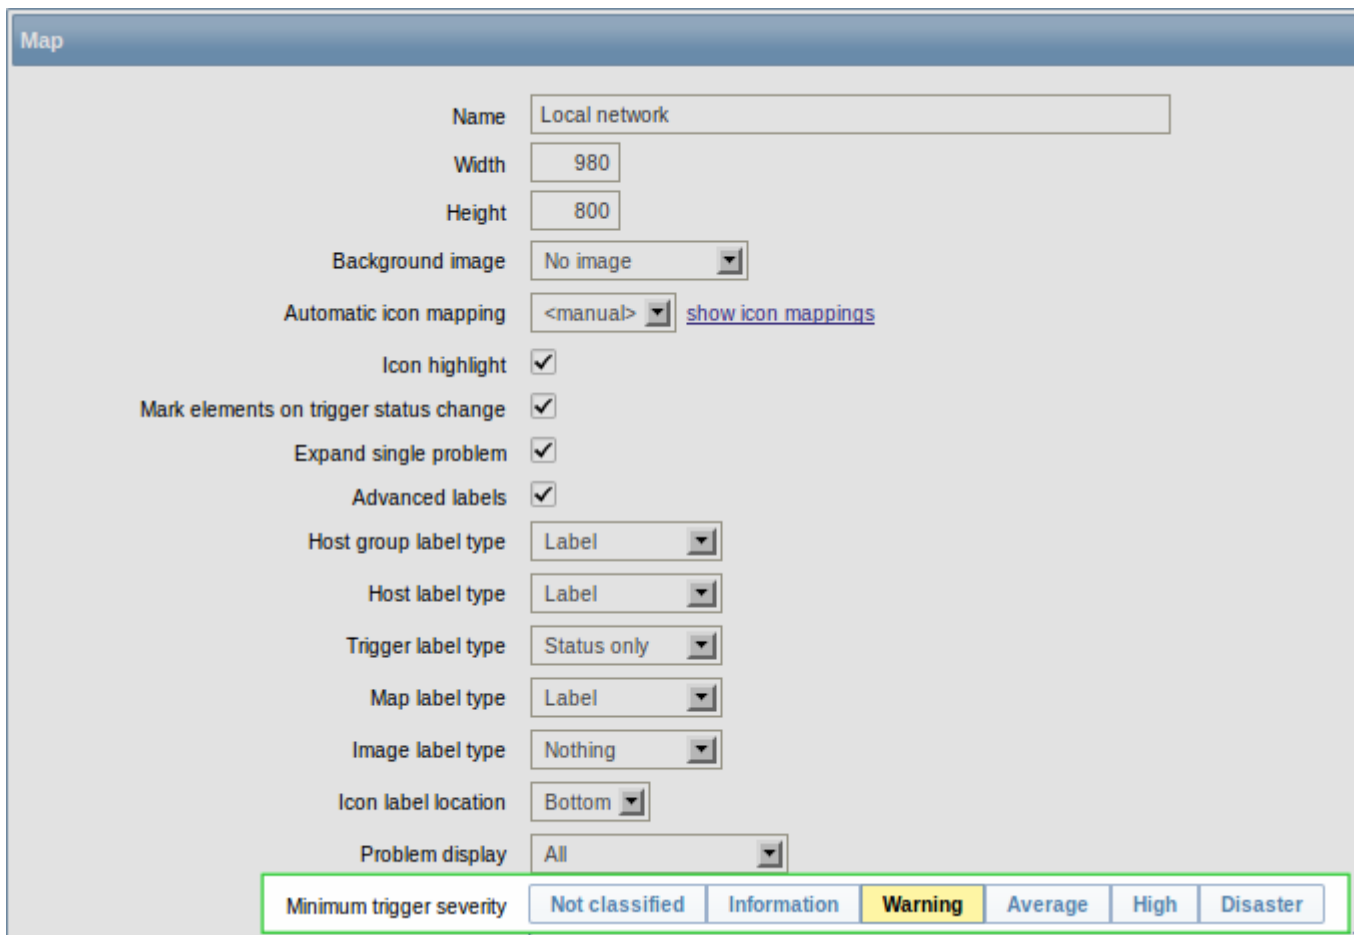 Map
Name Local network
Width 980
Height 800
Background image No image
Automatic icon mapping <manual> show icon mappings
Icon highlight
Mark elements on trigger status change
Expand single problem
Advanced labels
Host group label type Label
Host label type Label
Trigger label type Status only
Map label type Label
Image label type Nothing
Icon label location Bottom
Problem display All
Minimum trigger severity Not classified Information Warning Average High Disaster